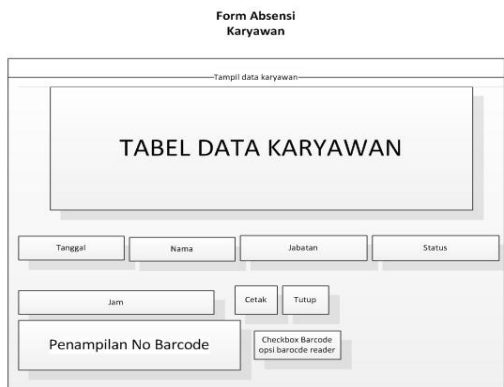 Form Absensi
Karyawan
Tampil data karyawan
TABEL DATA KARYAWAN
Tanggal
Nama
Jabatan
Status
Jam
Cetak
Tutup
Penampilan No Barcode
Checkbox Barcode
opsi barocde reader